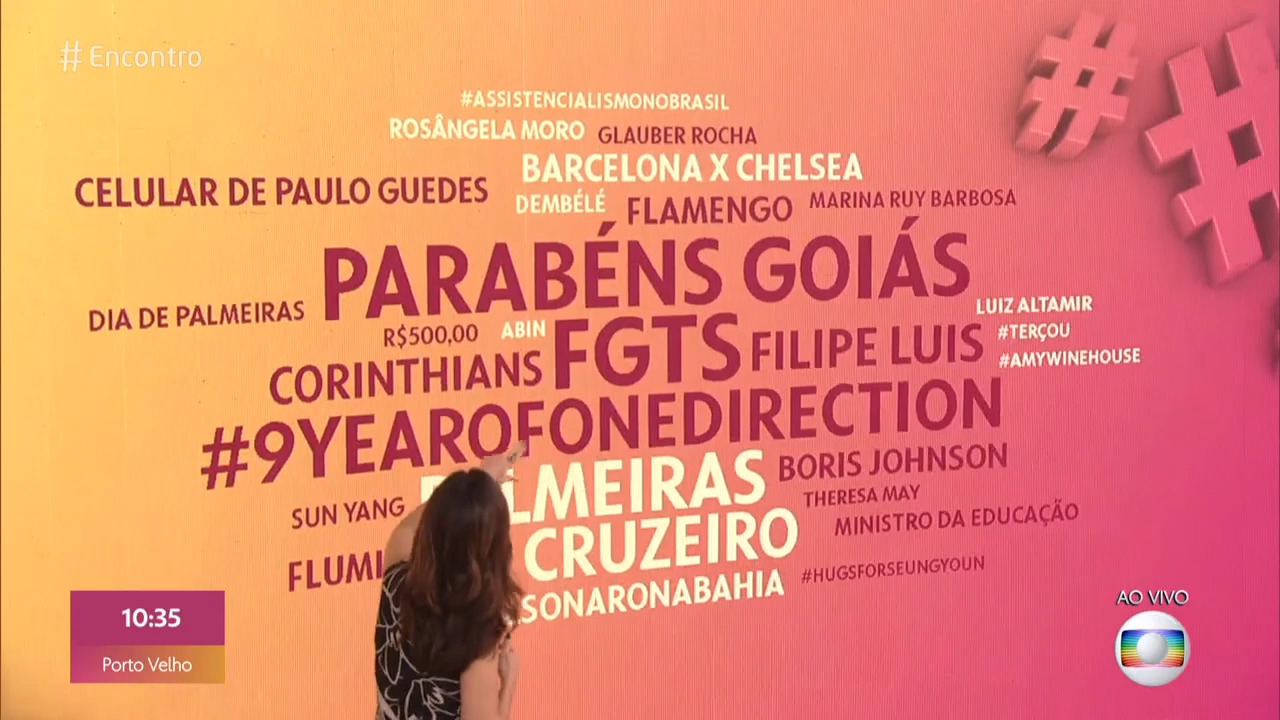 # Encontro
#ASSISTENCIALISMONOBRASIL
ROSÂNGELA MORO GLAUBER ROCHA
BARCELONA X CHELSEA
CELULAR DE PAULO GUEDES
DEMBÉLÉ FLAMENGO MARINA RUY BARBOSA
PARABÉNS GOIÁS
DIA DE PALMEIRAS
LUIZ ALTAMIR
R$500,00 ABIN FGTS FILIPE LUIS #TERÇOU
CORINTHIANS
#AMYWINEHOUSE
#9YEAROFONEDIRECTION
PALMEIRAS BORIS JOHNSON
SUN YANG THERESA MAY
CRUZEIRO MINISTRO DA EDUCAÇÃO
FLUMI
SONARONABAHIA #HUGSFORSEUNGYOUN
10:35
Porto Velho
AO VIVO